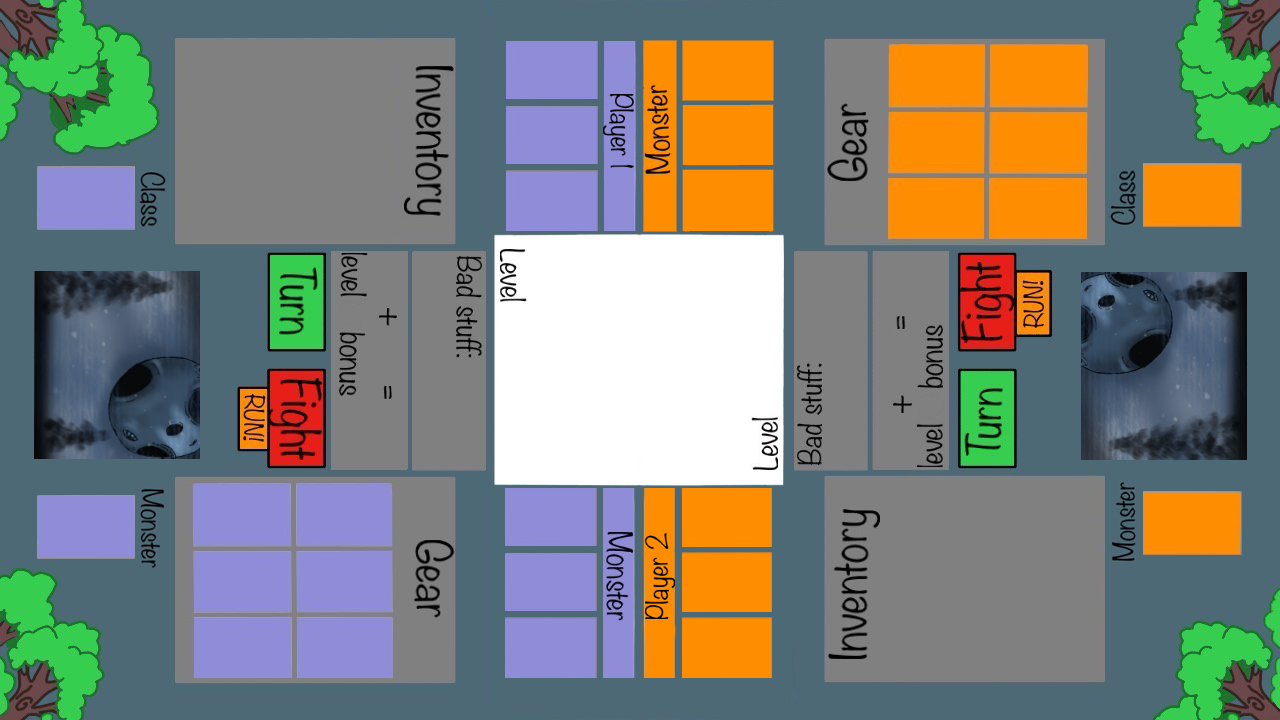 Inventory
Class
Player 1
Monster
Gear
Class
Turn
level + bonus =
Bad stuff:
Level
Fight
RUN!
Monster
Gear
Monster
Player 2
Level
Bad stuff:
level + bonus =
Fight
RUN!
Turn
Inventory
Monster